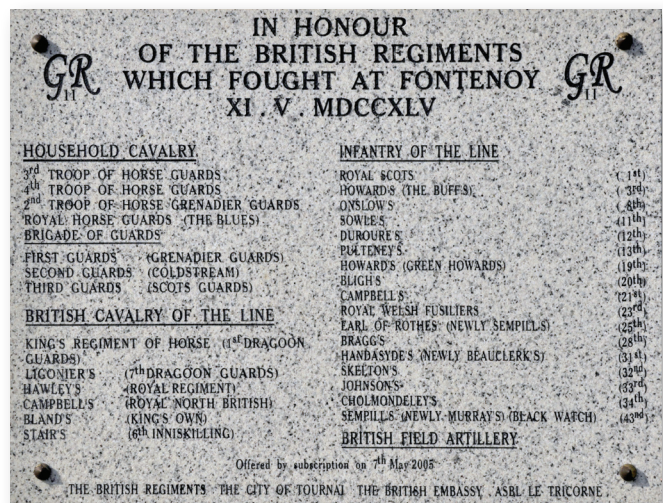 IN HONOUR
OF THE BRITISH REGIMENTS
WHICH FOUGHT AT FONTENOY
XI . V . MDCCXLV
GR II
GR II
HOUSEHOLD CAVALRY
3rd TROOP OF HORSE GUARDS
4th TROOP OF HORSE GUARDS
2nd TROOP OF HORSE GRENADIER GUARDS
ROYAL HORSE GUARDS (THE BLUES)
BRIGADE OF GUARDS
FIRST GUARDS (GRENADIER GUARDS)
SECOND GUARDS (COLDSTREAM)
THIRD GUARDS (SCOTS GUARDS)
BRITISH CAVALRY OF THE LINE
KING'S REGIMENT OF HORSE (1st DRAGOON
GUARDS)
LIGONIER'S (7th DRAGOON GUARDS)
HAWLEY'S (ROYAL REGIMENT)
CAMPBELL'S (ROYAL NORTH BRITISH)
BLAND'S (KING'S OWN)
STAIR'S (6th INNISKILING)
INFANTRY OF THE LINE
ROYAL SCOTS (1st)
HOWARD'S (THE BUFFS) (3rd)
ONSLOW'S (8th)
SOWLE'S (11th)
DUROURE'S (12th)
PULTENEY'S (13th)
HOWARD'S (GREEN HOWARDS) (19th)
BLIGH'S (20th)
CAMPBELL'S (21st)
ROYAL WELSH FUSILIERS (23rd)
EARL OF ROTHES (NEWLY SEMPILL'S) (25th)
BRAGG'S (28th)
HANDASYDE'S (NEWLY BEAUCLERK'S) (31st)
SKELTON'S (32nd)
JOHNSON'S (33rd)
CHOLMONDELEY'S (34th)
SEMPILL'S (NEWLY MURRAY'S) (BLACK WATCH) (43nd)
BRITISH FIELD ARTILLERY
Offered by subscription on 7th May 2005
THE BRITISH REGIMENTS THE CITY OF TOURNAI THE BRITISH EMBASSY . ASBL LE TRICORNE .